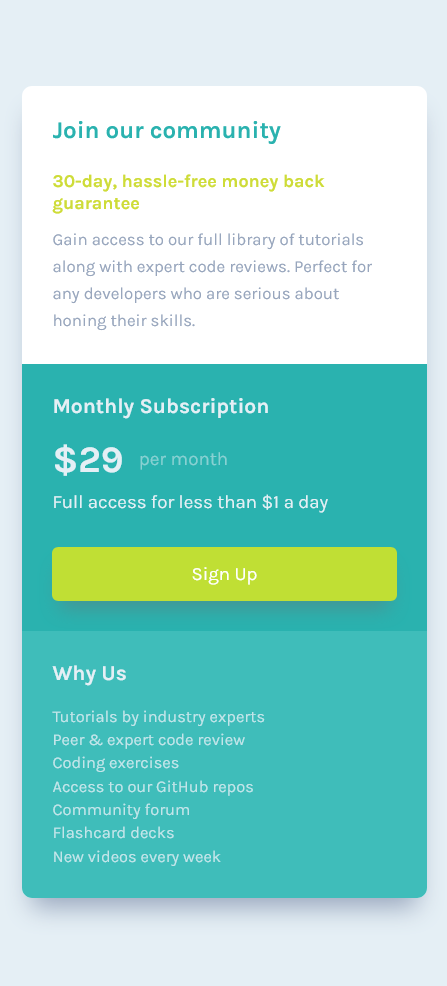 Join our community
30-day, hassle-free money back
guarantee
Gain access to our full library of tutorials
along with expert code reviews. Perfect for
any developers who are serious about
honing their skills.
Monthly Subscription
$29 per month
Full access for less than $1 a day
Sign Up
Why Us
Tutorials by industry experts
Peer & expert code review
Coding exercises
Access to our GitHub repos
Community forum
Flashcard decks
New videos every week